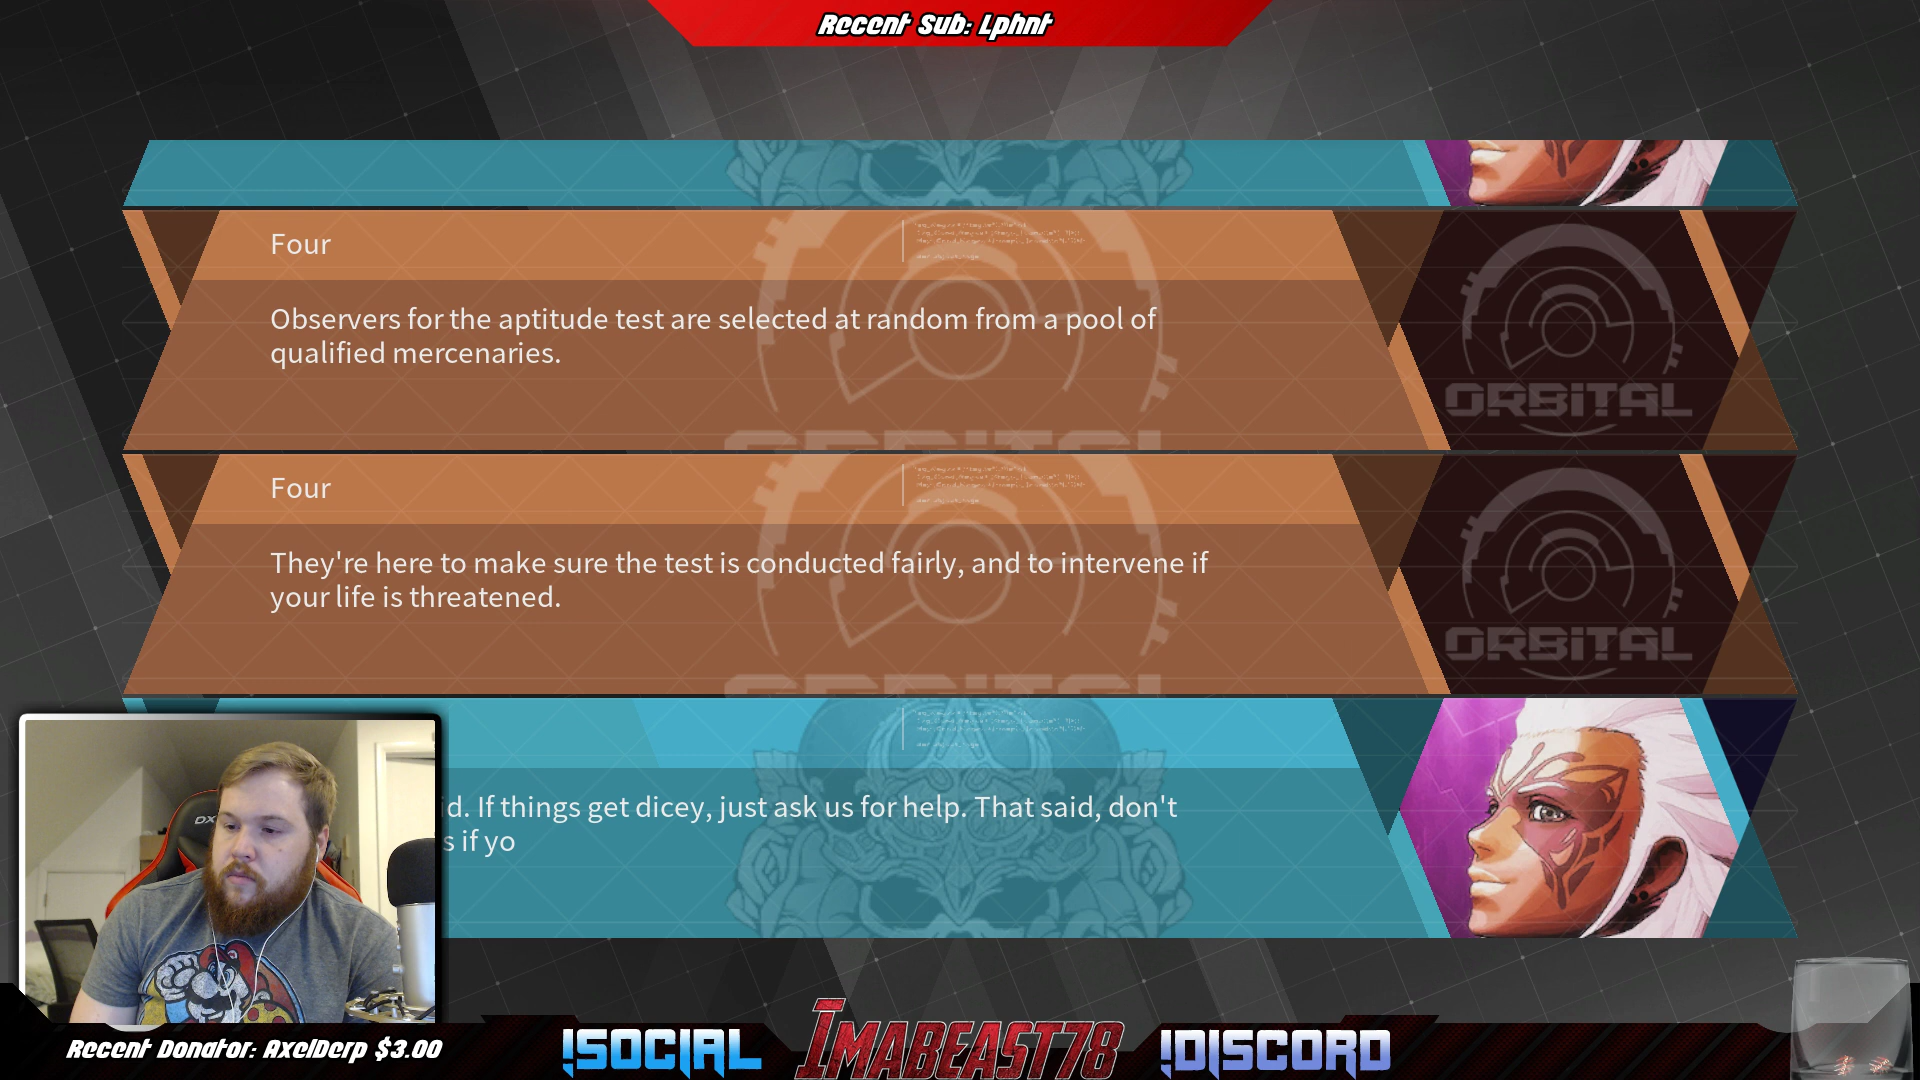 Recent Sub: Lphnt
Four
Observers for the aptitude test are selected at random from a pool of
qualified mercenaries.
ORBITAL
Four
They're here to make sure the test is conducted fairly, and to intervene if
your life is threatened.
ORBITAL
id. If things get dicey, just ask us for help. That said, don't
s if yo
DX
Recent Donator: AxelDerp $3.00
!SOCIAL
IMABEAST78
!DISCORD